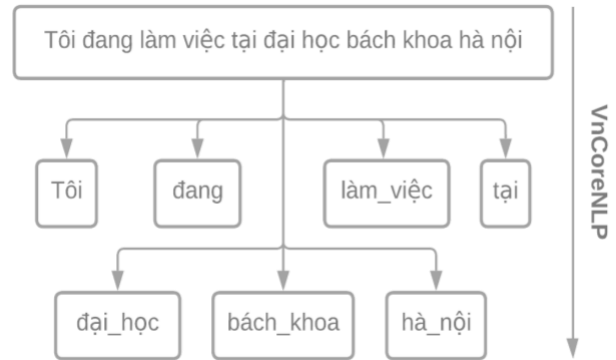 Tôi đang làm việc tại đại học bách khoa hà nội
Tôi
đang
làm_việc
tại
đại_học
bách_khoa
hà_nội
VnCoreNLP